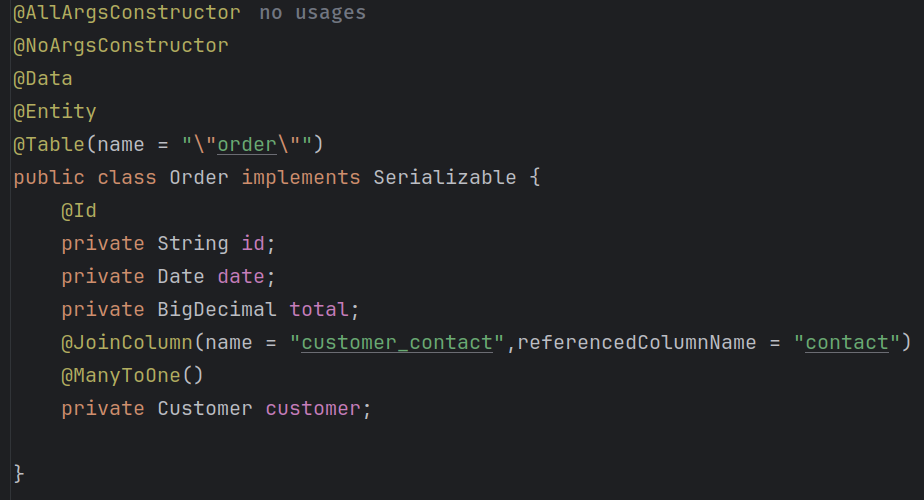 @AllArgsConstructor no usages
@NoArgsConstructor
@Data
@Entity
@Table(name = "\"order\"")
public class Order implements Serializable {
    @Id
    private String id;
    private Date date;
    private BigDecimal total;
    @JoinColumn(name = "customer_contact",referencedColumnName = "contact")
    @ManyToOne()
    private Customer customer;
}